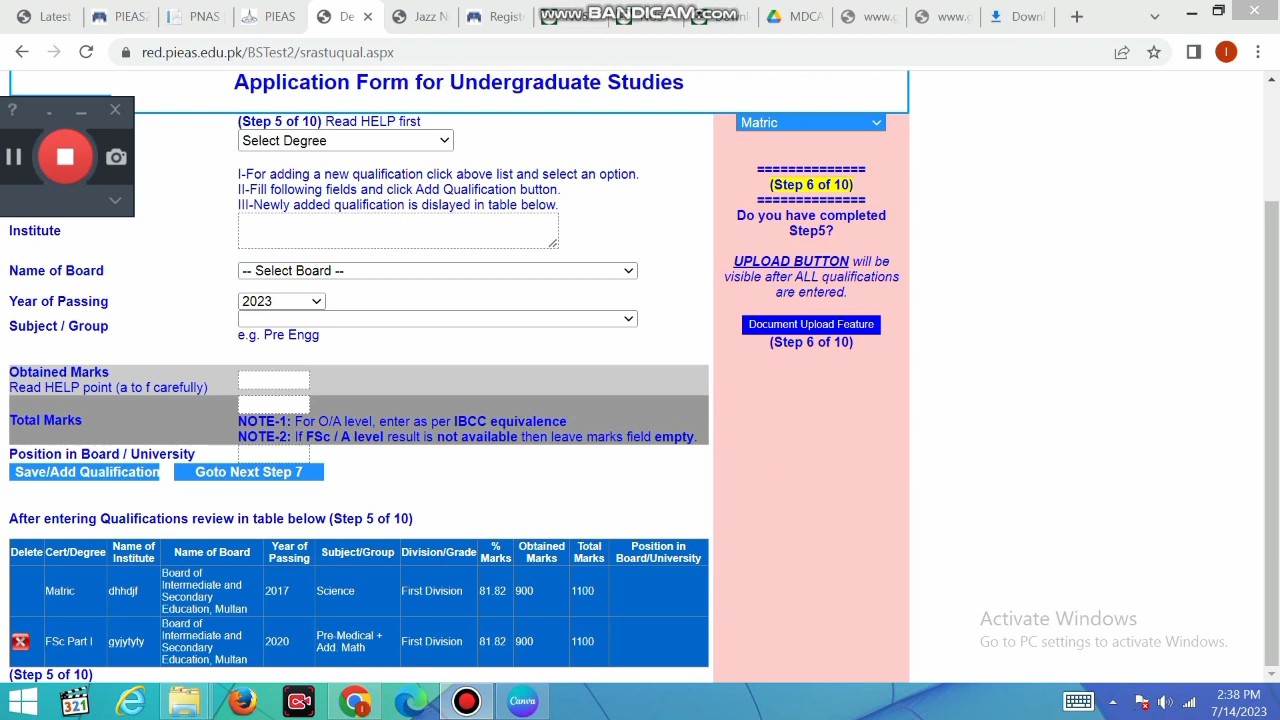 PIEAS2
PNAS
PIEAS
De
Jazz N
Regist
www.BANDICAM.com
MDCA
www.g
www.g
Downl
red.pieas.edu.pk/BSTest2/srastuqual.aspx
I
Application Form for Undergraduate Studies
(Step 5 of 10) Read HELP first
Select Degree
I-For adding a new qualification click above list and select an option.
II-Fill following fields and click Add Qualification button.
III-Newly added qualification is dislayed in table below.
Institute
Name of Board
-- Select Board --
Year of Passing
2023
Subject / Group
e.g. Pre Engg
Obtained Marks
Read HELP point (a to f carefully)
Total Marks
NOTE-1: For O/A level, enter as per IBCC equivalence
NOTE-2: If FSc / A level result is not available then leave marks field empty.
Position in Board / University
Save/Add Qualification
Goto Next Step 7
Matric
==============
(Step 6 of 10)
==============
Do you have completed
Step5?
UPLOAD BUTTON will be
visible after ALL qualifications
are entered.
Document Upload Feature
(Step 6 of 10)
After entering Qualifications review in table below (Step 5 of 10)
Delete Cert/Degree Name of Institute Name of Board Year of Passing Subject/Group Division/Grade % Marks Obtained Marks Total Marks Position in Board/University
Matric dhhdjf Board of Intermediate and Secondary Education, Multan 2017 Science First Division 81.82 900 1100
FSc Part I gyjytyty Board of Intermediate and Secondary Education, Multan 2020 Pre-Medical + Add. Math First Division 81.82 900 1100
(Step 5 of 10)
Activate Windows
Go to PC settings to activate Windows.
321
Canva
2:38 PM
7/14/2023